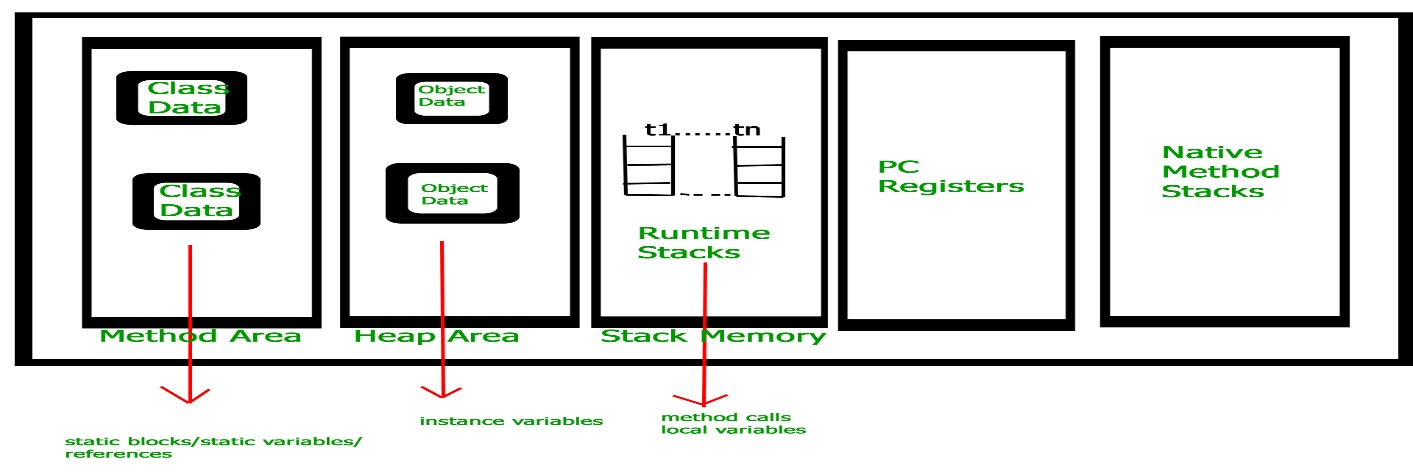 Class
Data
Class
Data
Method Area
Object
Data
Object
Data
Heap Area
t1.......tn
Runtime
Stacks
Stack Memory
PC
Registers
Native
Method
Stacks
static blocks/static variables/
references
instance variables
method calls
local variables